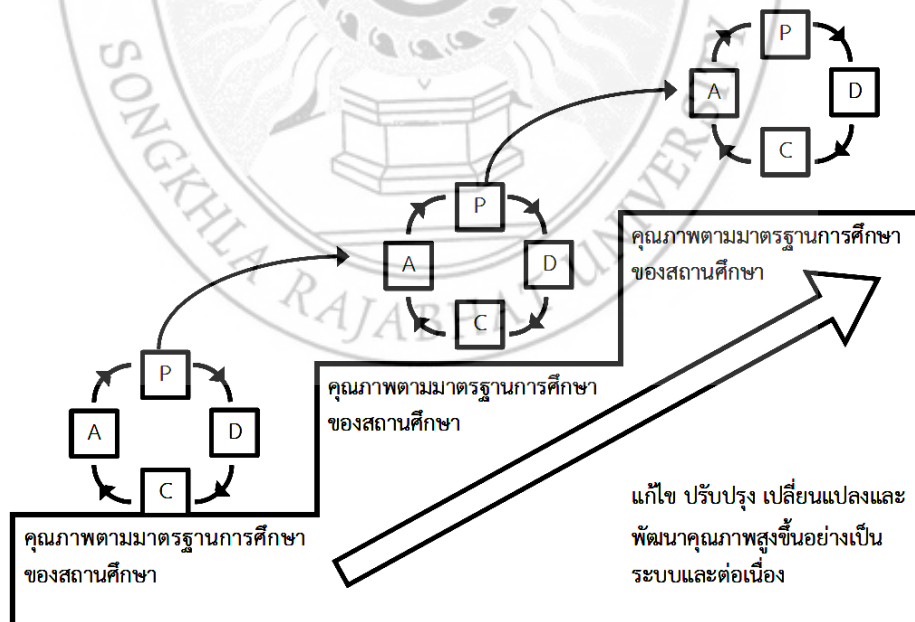 SONGKHLA RAJABHAT UNIVERSITY
P
A
D
C
P
A
D
C
คุณภาพตามมาตรฐานการศึกษา
ของสถานศึกษา
P
A
D
C
คุณภาพตามมาตรฐานการศึกษา
ของสถานศึกษา
คุณภาพตามมาตรฐานการศึกษา
ของสถานศึกษา
แก้ไข ปรับปรุง เปลี่ยนแปลงและ
พัฒนาคุณภาพสูงขึ้นอย่างเป็น
ระบบและต่อเนื่อง